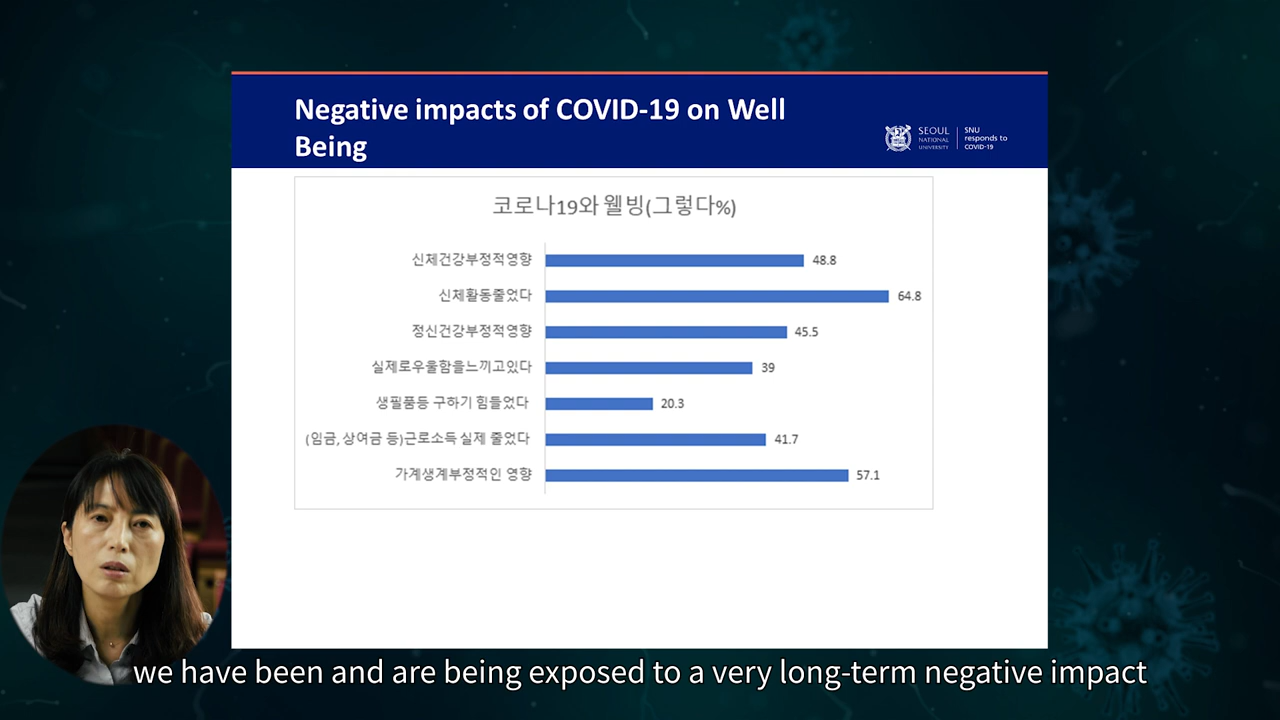 Negative impacts of COVID-19 on Well
Being
SEOUL
NATIONAL
UNIVERSITY
SNU
responds to
COVID-19
코로나19와 웰빙(그렇다%)
신체건강부정적영향 48.8
신체활동줄었다 64.8
정신건강부정적영향 45.5
실제로우울함을느끼고있다 39
생필품등 구하기 힘들었다 20.3
(임금, 상여금 등)근로소득 실제 줄었다 41.7
가계생계부정적인 영향 57.1
we have been and are being exposed to a very long-term negative impact